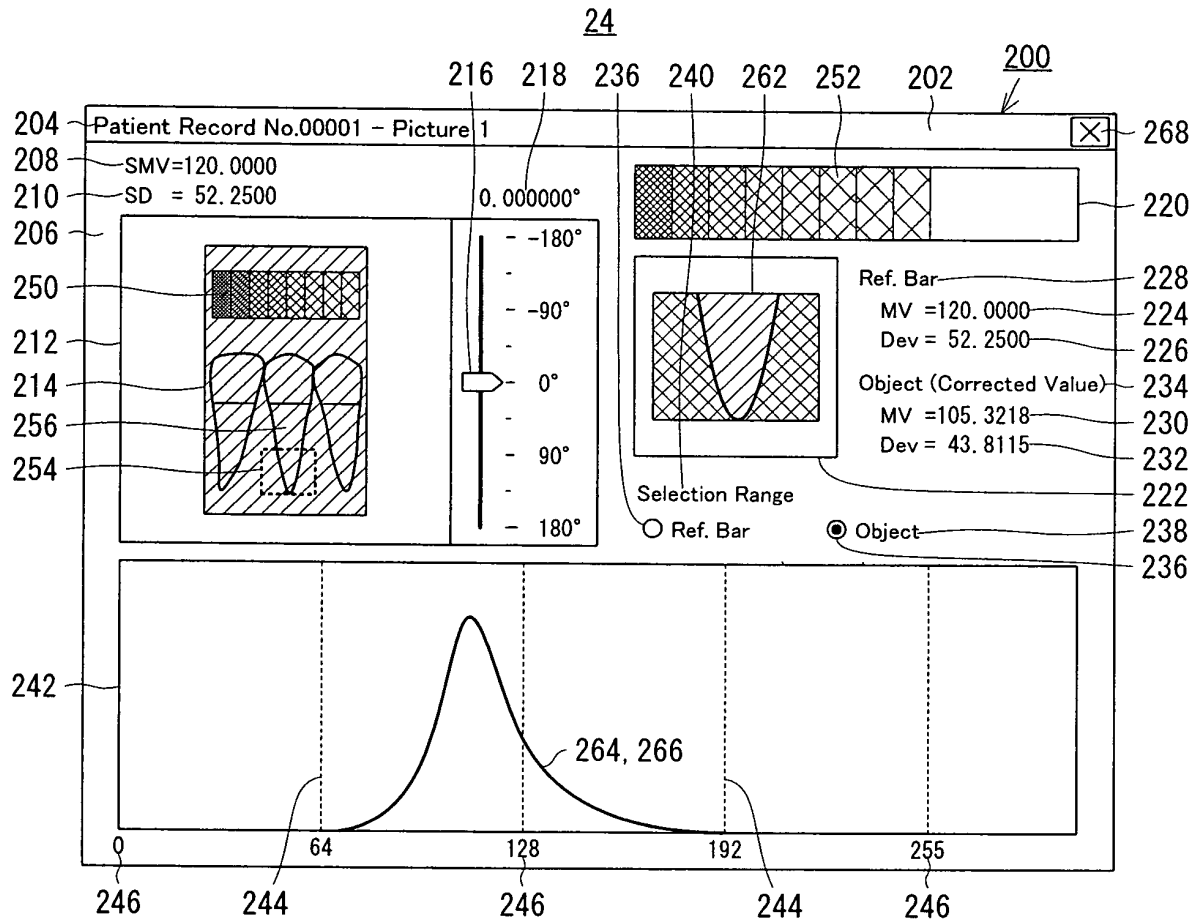 24
216 218 236 240 262 252 202 200
204 Patient Record No.00001 - Picture 1 268
208 SMV=120.0000
210 SD = 52.2500 0.000000° 220
206 -180°
250 -90° Ref. Bar 228
MV =120.0000 224
212 Dev = 52.2500 226
214 0° Object (Corrected Value) 234
256 MV =105.3218 230
254 90° Dev = 43.8115 232
Selection Range 222
180° Ref. Bar Object 238
236
242
264, 266
0 64 128 192 255
246 244 246 244 246